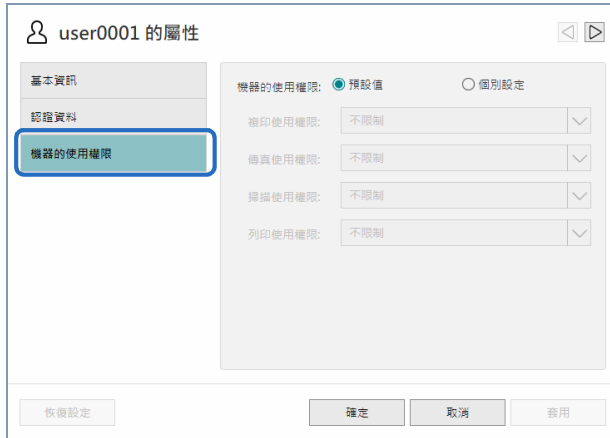 user0001 的屬性
基本資訊
認證資料
機器的使用權限
機器的使用權限: 預設值 個別設定
複印使用權限: 不限制
傳真使用權限: 不限制
掃描使用權限: 不限制
列印使用權限: 不限制
恢復設定 確定 取消 套用